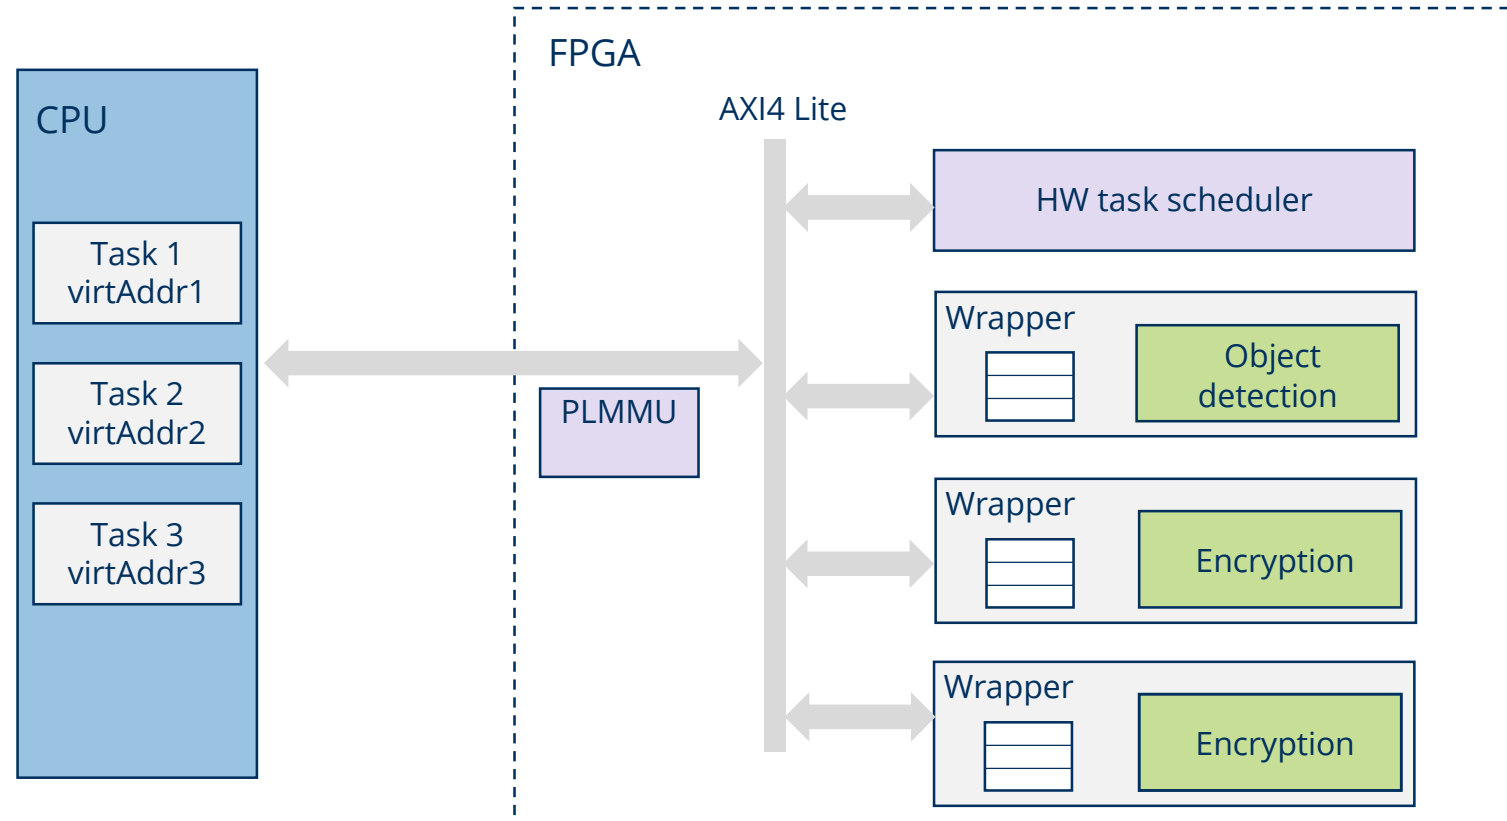 FPGA
CPU
AXI4 Lite
Task 1
virtAddr1
Task 2
virtAddr2
Task 3
virtAddr3
PLMMU
HW task scheduler
Wrapper
Object
detection
Wrapper
Encryption
Wrapper
Encryption